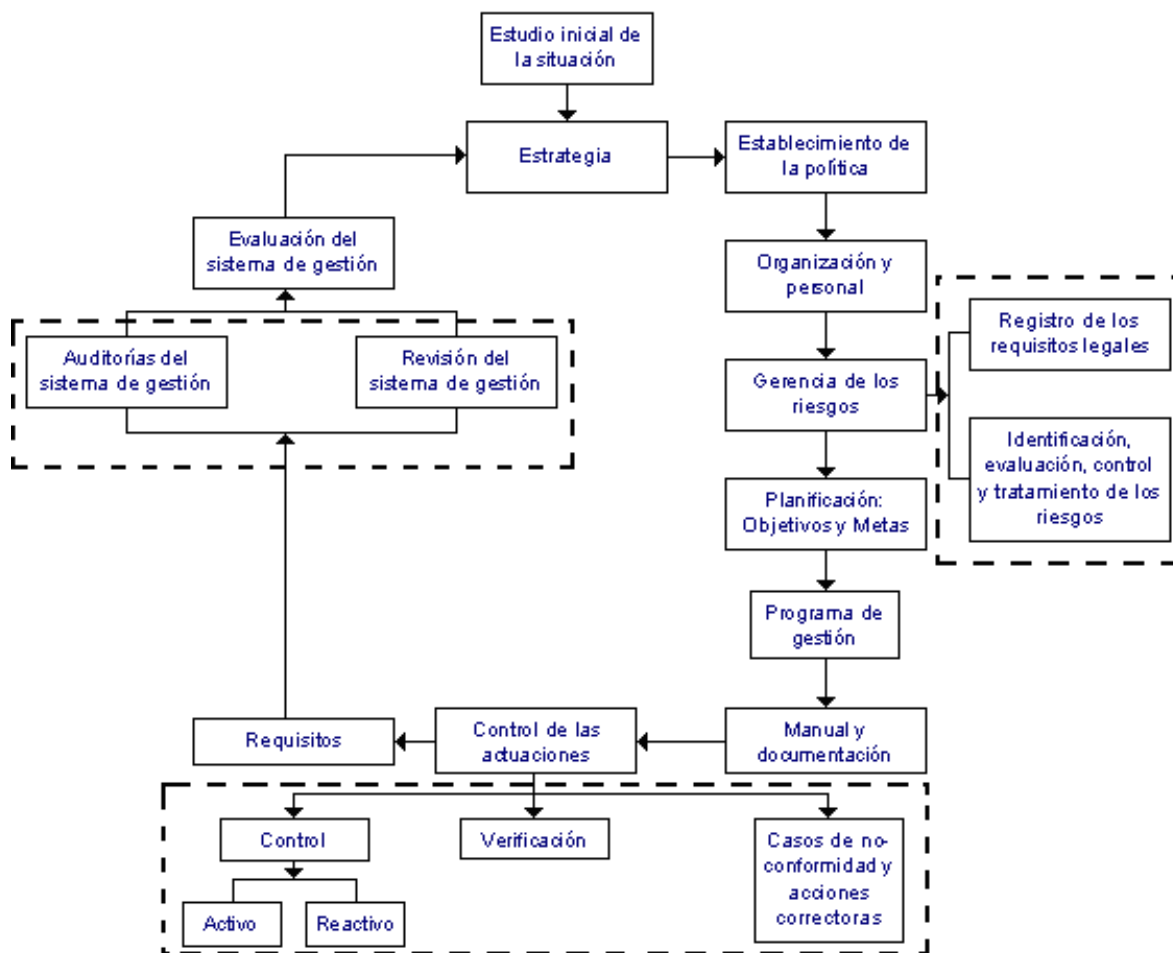 Estudio inicial de
la situación
Estrategia
Establecimiento de
la política
Evaluación del
sistema de gestión
Organización y
personal
Registro de los
requisitos legales
Auditorías del
sistema de gestión
Revisión del
sistema de gestión
Gerencia de los
riesgos
Identificación,
evaluación, control
y tratamiento de los
riesgos
Planificación:
Objetivos y Metas
Programa de
gestión
Requisitos
Control de las
actuaciones
Manual y
documentación
Control
Verificación
Casos de no-
conformidad y
acciones
correctoras
Activo
Reactivo